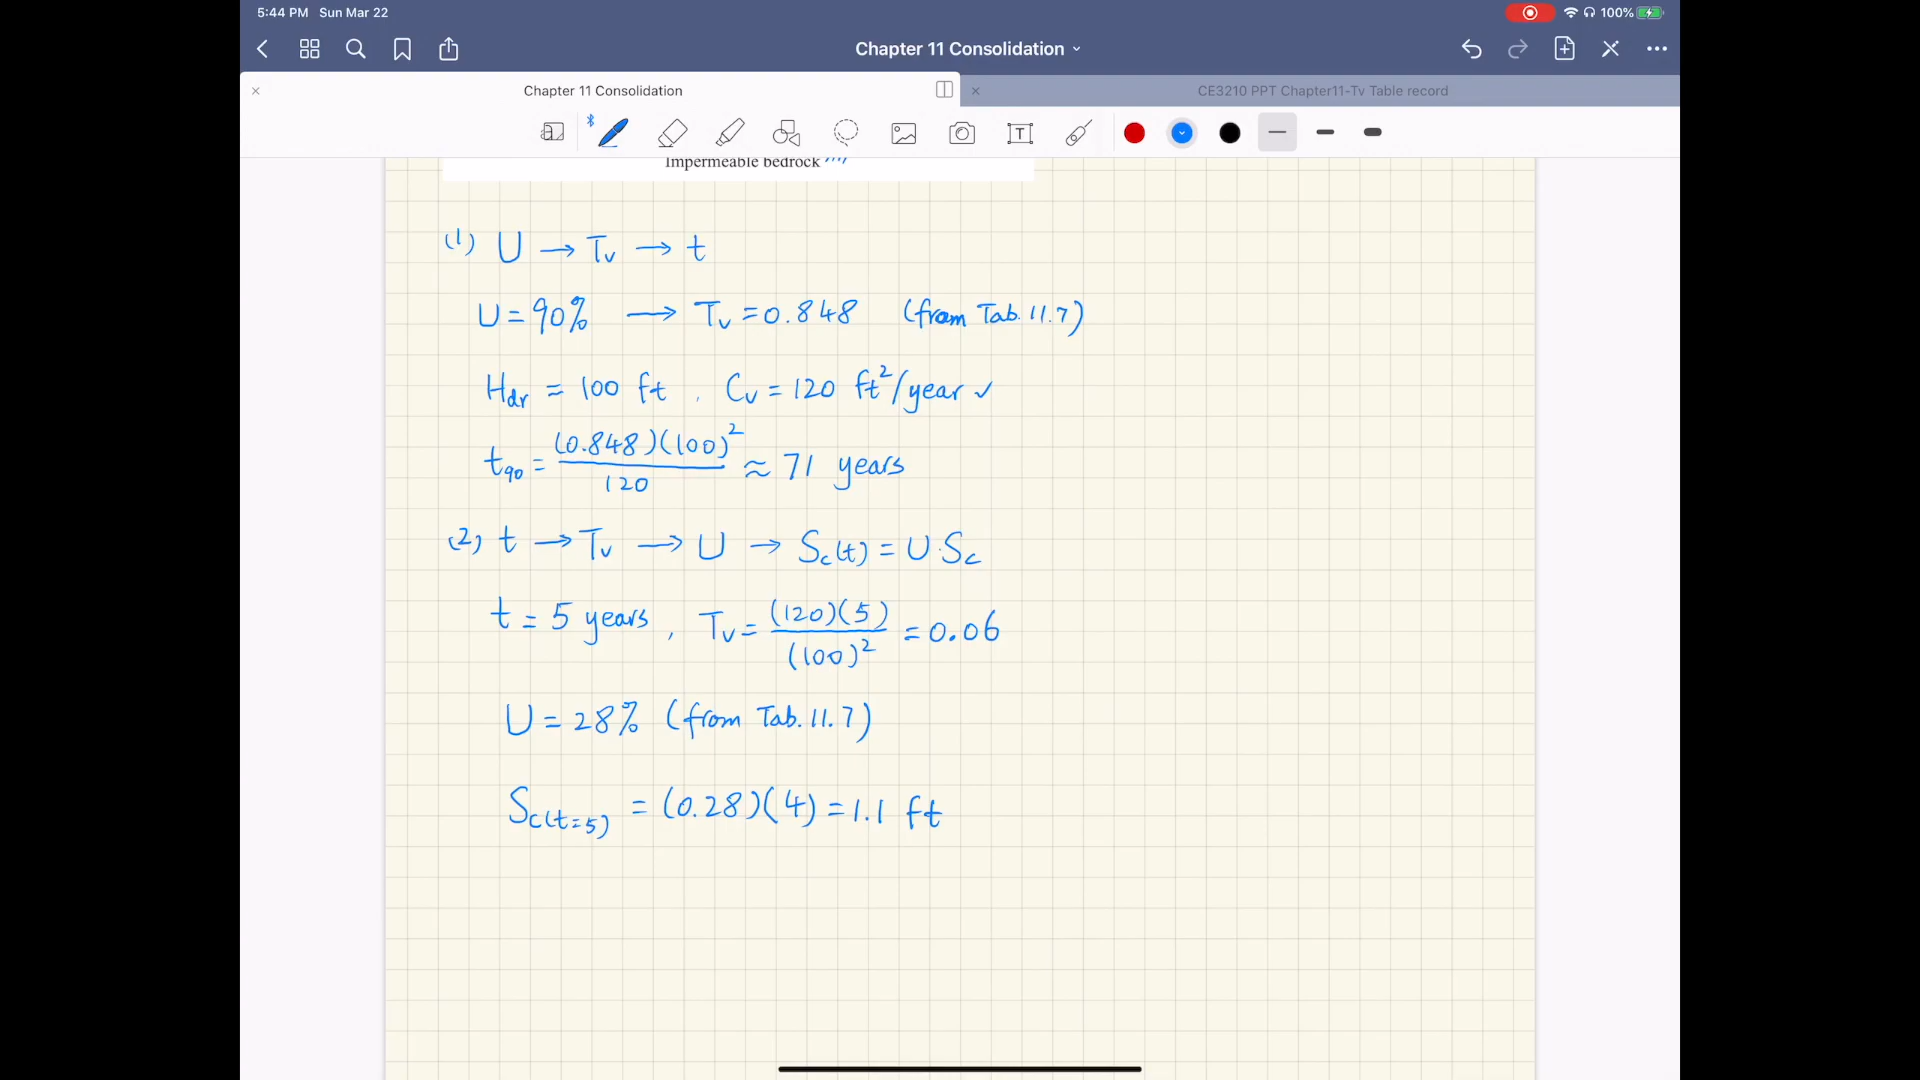 5:44 PM Sun Mar 22
100%
Chapter 11 Consolidation
Chapter 11 Consolidation
CE3210 PPT Chapter11-Tv Table record
Impermeable bedrock
(1) U → Tv → t
U = 90% → Tv = 0.848 (from Tab. 11.7)
Hdr = 100 ft , Cv = 120 ft²/year ✓
t90 = (0.848)(100)² / 120 ≈ 71 years
(2) t → Tv → U → Sc(t) = U·Sc
t = 5 years , Tv = (120)(5) / (100)² = 0.06
U = 28% (from Tab. 11.7)
Sc(t=5) = (0.28)(4) = 1.1 ft